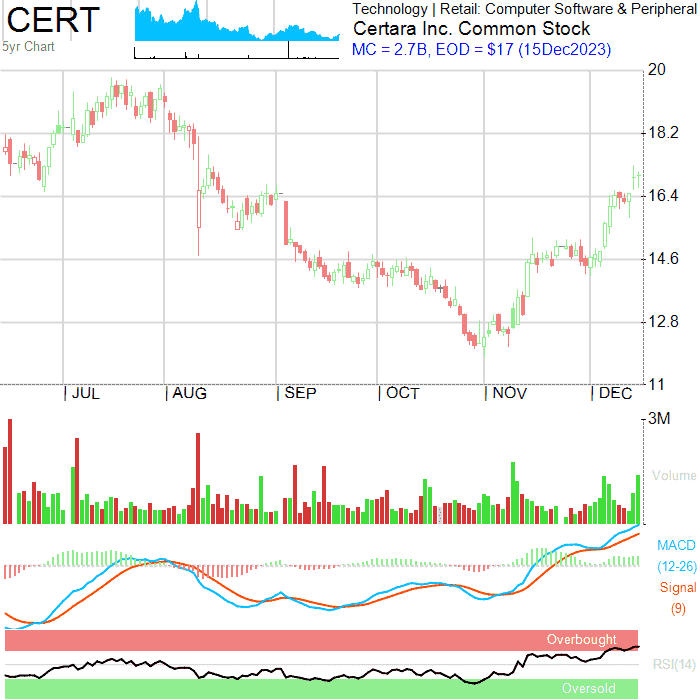 CERT
5yr Chart
Technology | Retail: Computer Software & Peripheral
Certara Inc. Common Stock
MC = 2.7B, EOD = $17 (15Dec2023)
20
18.2
16.4
14.6
12.8
11
| JUL | AUG | SEP | OCT | NOV | DEC
3M
Volume
MACD
(12-26)
Signal
(9)
Overbought
RSI(14)
Oversold